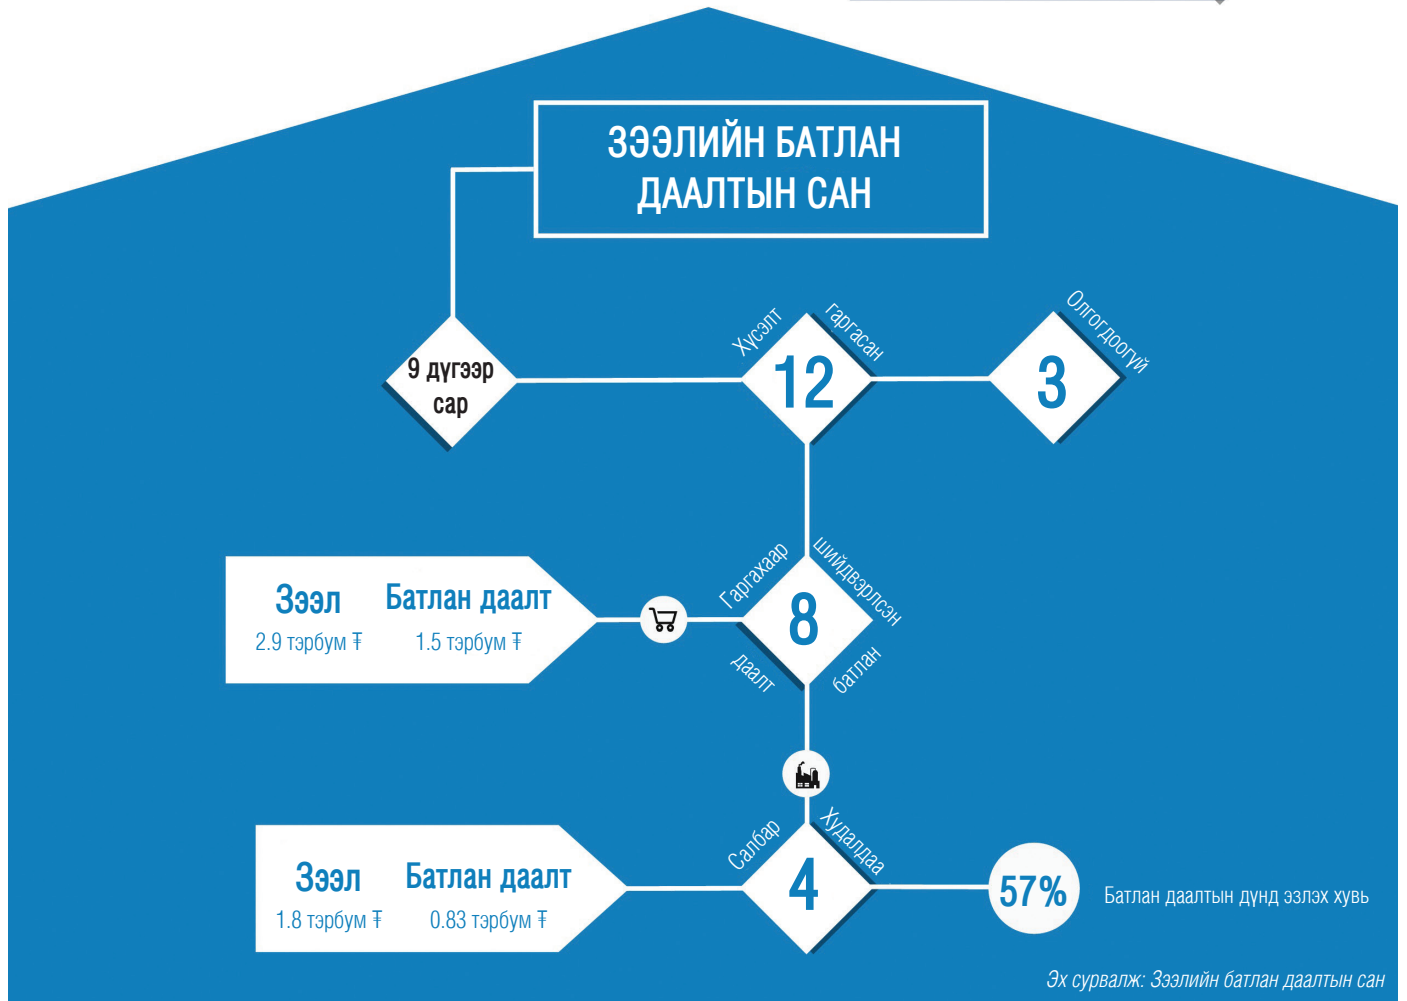 ЗЭЭЛИЙН БАТЛАН
ДААЛТЫН САН
9 дүгээр
сар
Хүсэлт гаргасан
12
Олгогдоогүй
3
Гаргахаар шийдвэрлсэн
8
батлан даалт
Зээл
2.9 тэрбум ₮
Батлан даалт
1.5 тэрбум ₮
Салбар Худалдаа
4
Зээл
1.8 тэрбум ₮
Батлан даалт
0.83 тэрбум ₮
57%
Батлан даалтын дүнд эзлэх хувь
Эх сурвалж: Зээлийн батлан даалтын сан